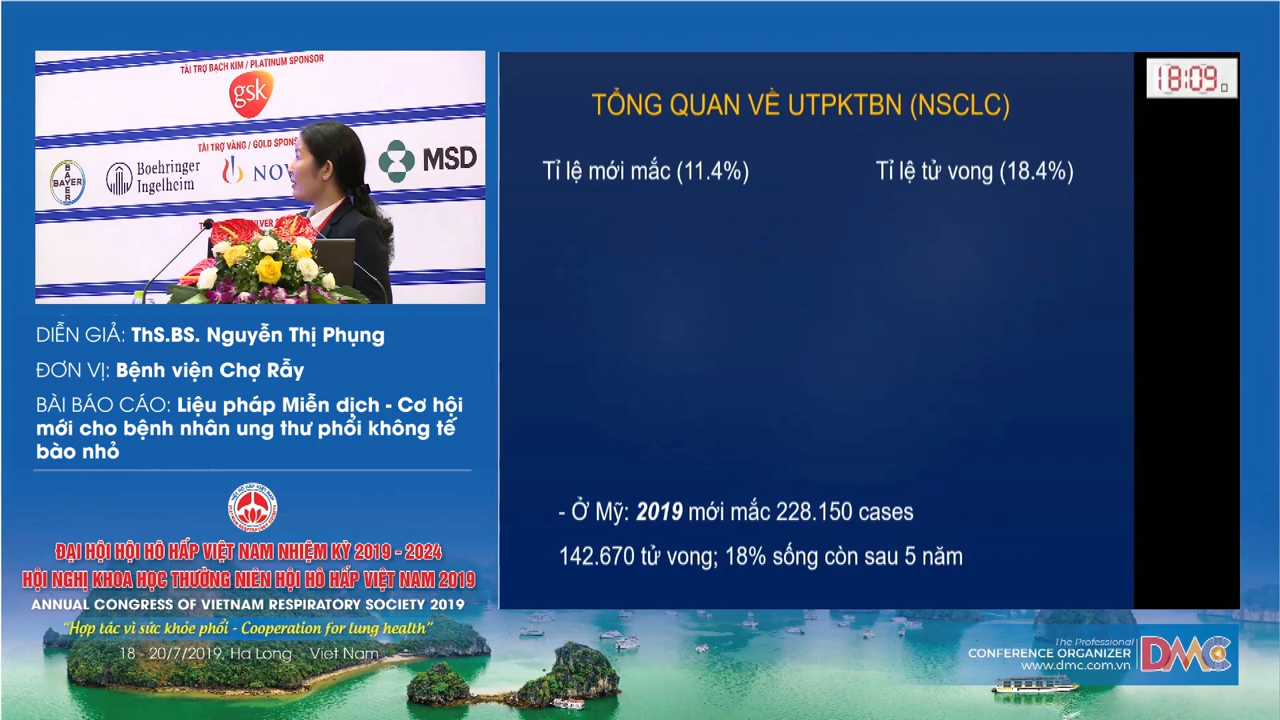 TÀI TRỢ BẠCH KIM / PLATINUM SPONSOR
gsk
TÀI TRỢ VÀNG / GOLD SPONS
BAYER
BAYER
Boehringer
Ingelheim
NOV
MSD
DIỄN GIẢ: ThS.BS. Nguyễn Thị Phụng
ĐƠN VỊ: Bệnh viện Chợ Rẫy
BÀI BÁO CÁO: Liệu pháp Miễn dịch - Cơ hội
mới cho bệnh nhân ung thư phổi không tế
bào nhỏ
ĐẠI HỘI HỘI HÔ HẤP VIỆT NAM NHIỆM KỲ 2019 - 2024
HỘI NGHỊ KHOA HỌC THƯỜNG NIÊN HỘI HÔ HẤP VIỆT NAM 2019
ANNUAL CONGRESS OF VIETNAM RESPIRATORY SOCIETY 2019
“Hợp tác vì sức khỏe phổi - Cooperation for lung health”
18 - 20/7/2019, Ha Long Viet Nam
TỔNG QUAN VỀ UTPKTBN (NSCLC)
Tỉ lệ mới mắc (11.4%)
Tỉ lệ tử vong (18.4%)
- Ở Mỹ: 2019 mới mắc 228.150 cases
142.670 tử vong; 18% sống còn sau 5 năm
18:09
The Professional
CONFERENCE ORGANIZER
www.dmc.com.vn
DMC